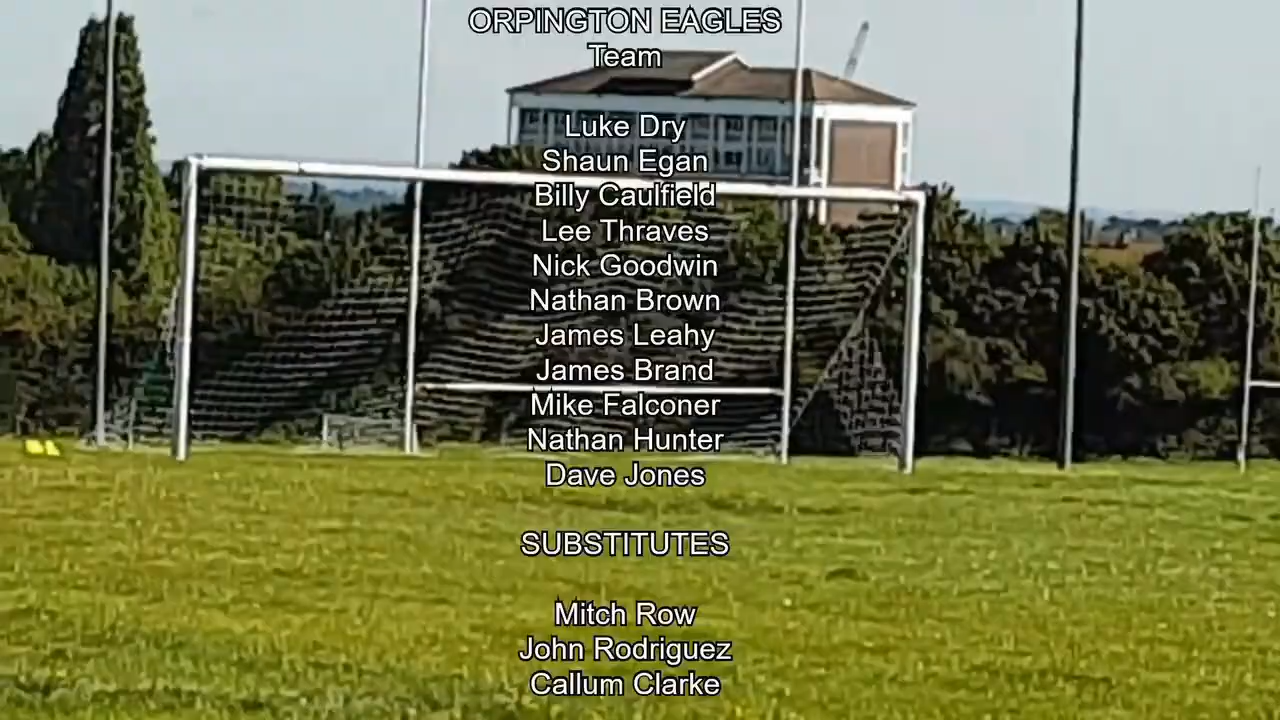 ORPINGTON EAGLES
Team
Luke Dry
Shaun Egan
Billy Caulfield
Lee Thraves
Nick Goodwin
Nathan Brown
James Leahy
James Brand
Mike Falconer
Nathan Hunter
Dave Jones
SUBSTITUTES
Mitch Row
John Rodriguez
Callum Clarke